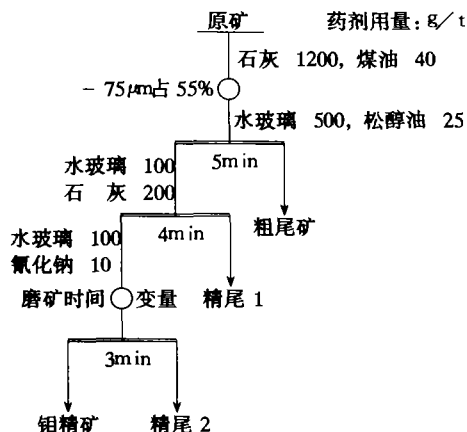 原矿 药剂用量：g/t
石灰 1200，煤油 40
－75μm占 55%
水玻璃 500，松醇油 25
水玻璃 100
5min
石 灰 200
粗尾矿
水玻璃 100
4min
氰化钠 10
磨矿时间 变量 精尾 1
3min
钼精矿 精尾 2